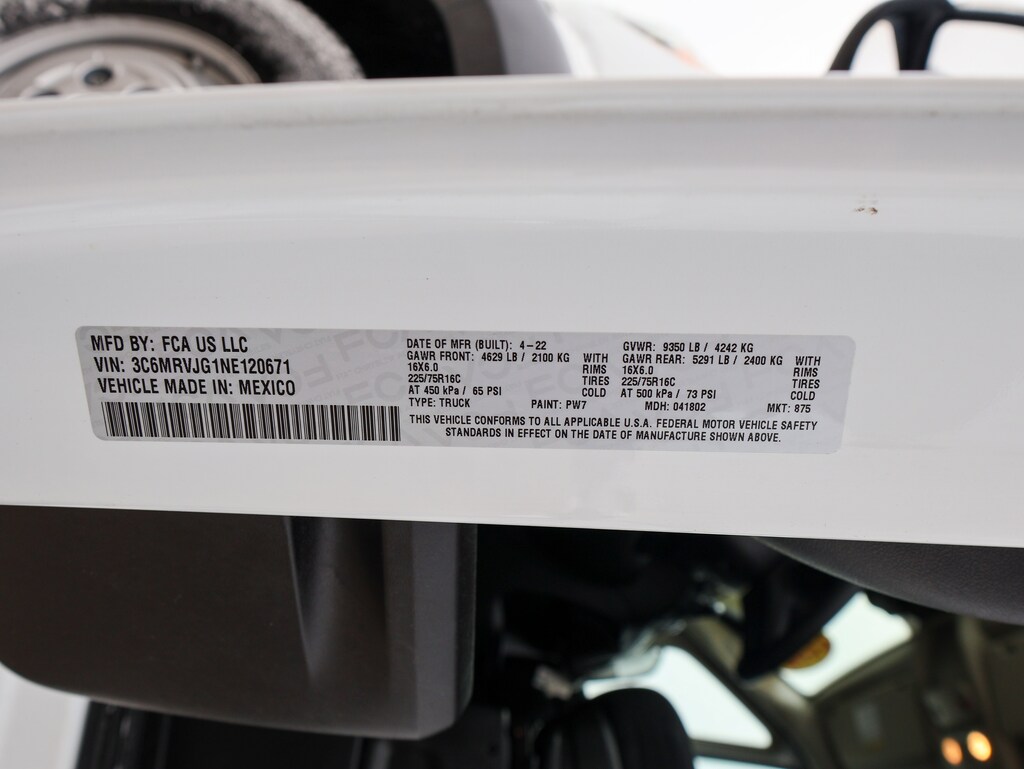 MFD BY: FCA US LLC
VIN: 3C6MRVJG1NE120671
VEHICLE MADE IN: MEXICO
DATE OF MFR (BUILT): 4-22 GVWR: 9350 LB / 4242 KG
GAWR FRONT: 4629 LB / 2100 KG WITH GAWR REAR: 5291 LB / 2400 KG WITH
16X6.0 RIMS 16X6.0 RIMS
225/75R16C TIRES 225/75R16C TIRES
AT 450 kPa / 65 PSI COLD AT 500 kPa / 73 PSI COLD
TYPE: TRUCK PAINT: PW7 MDH: 041802 MKT: 875
THIS VEHICLE CONFORMS TO ALL APPLICABLE U.S.A. FEDERAL MOTOR VEHICLE SAFETY
STANDARDS IN EFFECT ON THE DATE OF MANUFACTURE SHOWN ABOVE.